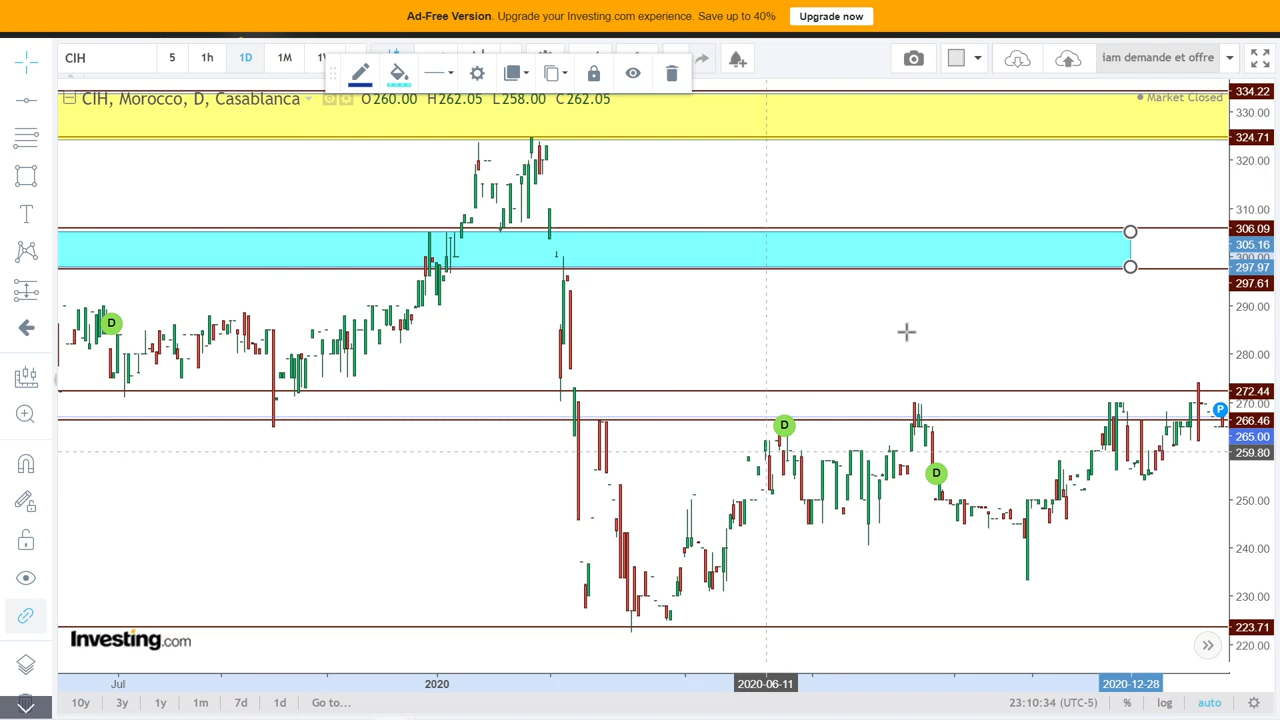 Ad-Free Version. Upgrade your Investing.com experience. Save up to 40%
Upgrade now
CIH
5
1h
1D
1M
iam demande et offre
CIH, Morocco, D, Casablanca
O260.00 H262.05 L258.00 C262.05
Market Closed
334.22
330.00
324.71
320.00
310.00
306.09
305.16
300.00
297.97
297.61
290.00
280.00
272.44
270.00
266.46
265.00
259.80
250.00
240.00
230.00
223.71
220.00
D
D
D
P
Investing.com
Jul
2020
2020-06-11
2020-12-28
10y
3y
1y
1m
7d
1d
Go to...
23:10:34 (UTC-5)
%
log
auto